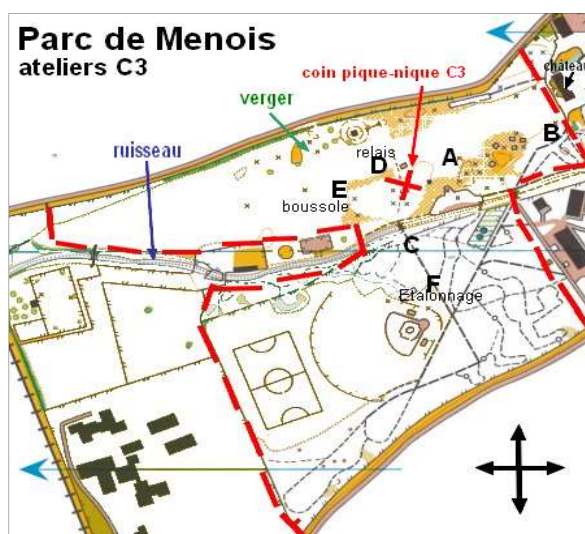 Parc de Menois
ateliers C3
coin pique-nique C3
château
verger
B
ruisseau
relais
A
D
E
boussole
C
F
Etalonnage